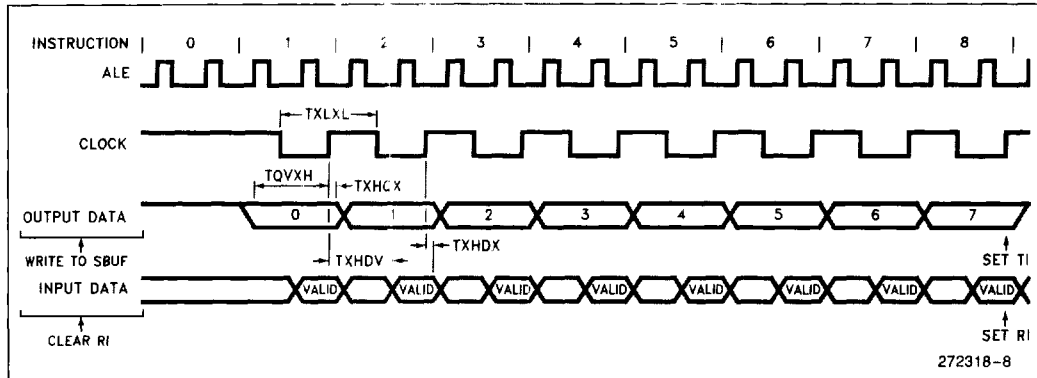 INSTRUCTION | 0 | 1 | 2 | 3 | 4 | 5 | 6 | 7 | 8 |
ALE
TXLXL
CLOCK
TQVXH TXHQX
OUTPUT DATA 0 1 2 3 4 5 6 7
TXHDX
WRITE TO SBUF TXHDV SET TI
INPUT DATA VALID VALID VALID VALID VALID VALID VALID VALID
CLEAR RI SET RI
272318-8